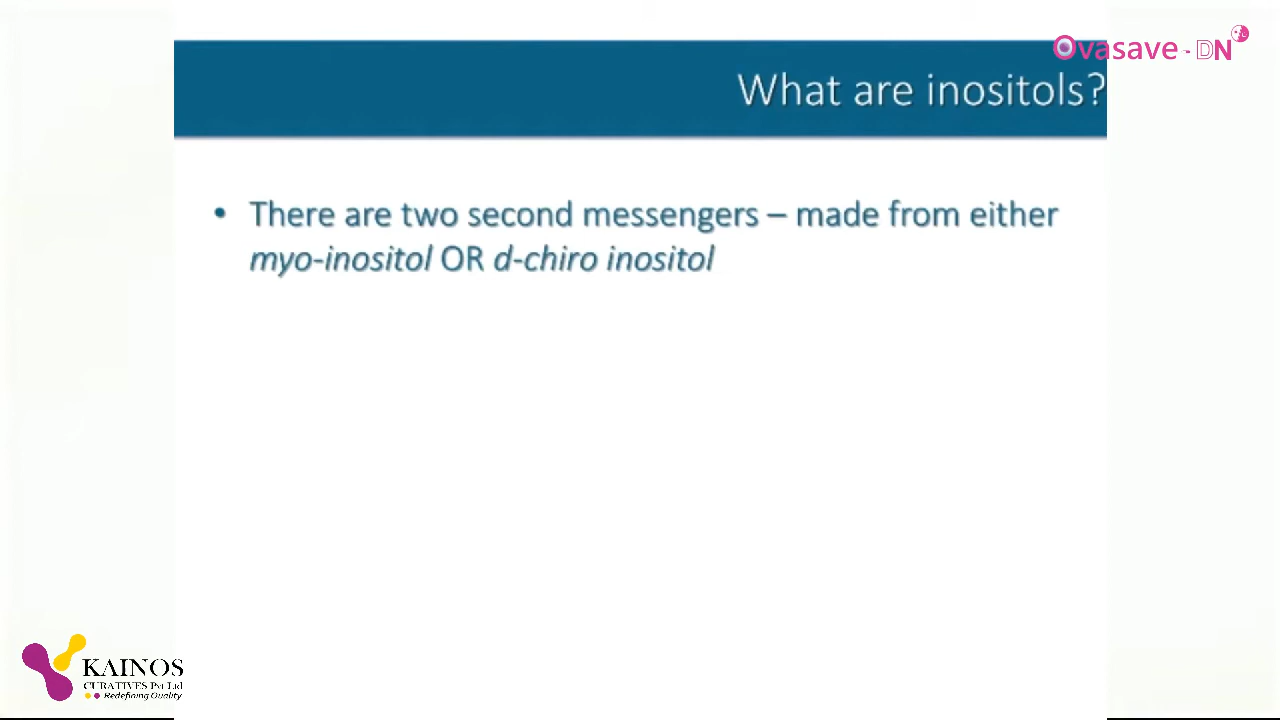 Ovasave - DN
What are inositols?
• There are two second messengers – made from either
myo-inositol OR d-chiro inositol
KAINOS
CURATIVES Pvt Ltd
Redefining Quality